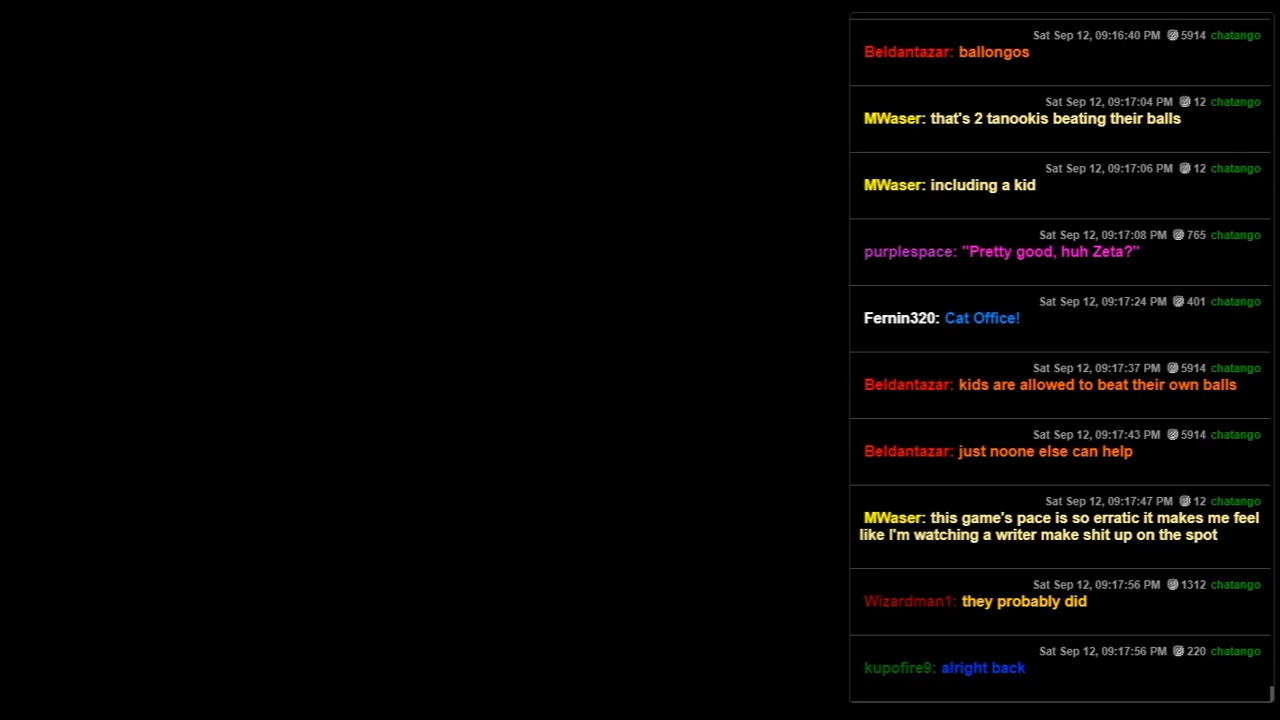 Sat Sep 12, 09:16:40 PM 5914 chatango
Beldantazar: ballongos
Sat Sep 12, 09:17:04 PM 12 chatango
MWaser: that's 2 tanookis beating their balls
Sat Sep 12, 09:17:06 PM 12 chatango
MWaser: including a kid
Sat Sep 12, 09:17:08 PM 765 chatango
purplespace: "Pretty good, huh Zeta?"
Sat Sep 12, 09:17:24 PM 401 chatango
Fernin320: Cat Office!
Sat Sep 12, 09:17:37 PM 5914 chatango
Beldantazar: kids are allowed to beat their own balls
Sat Sep 12, 09:17:43 PM 5914 chatango
Beldantazar: just noone else can help
Sat Sep 12, 09:17:47 PM 12 chatango
MWaser: this game's pace is so erratic it makes me feel
like I'm watching a writer make shit up on the spot
Sat Sep 12, 09:17:56 PM 1312 chatango
Wizardman1: they probably did
Sat Sep 12, 09:17:56 PM 220 chatango
kupofire9: alright back